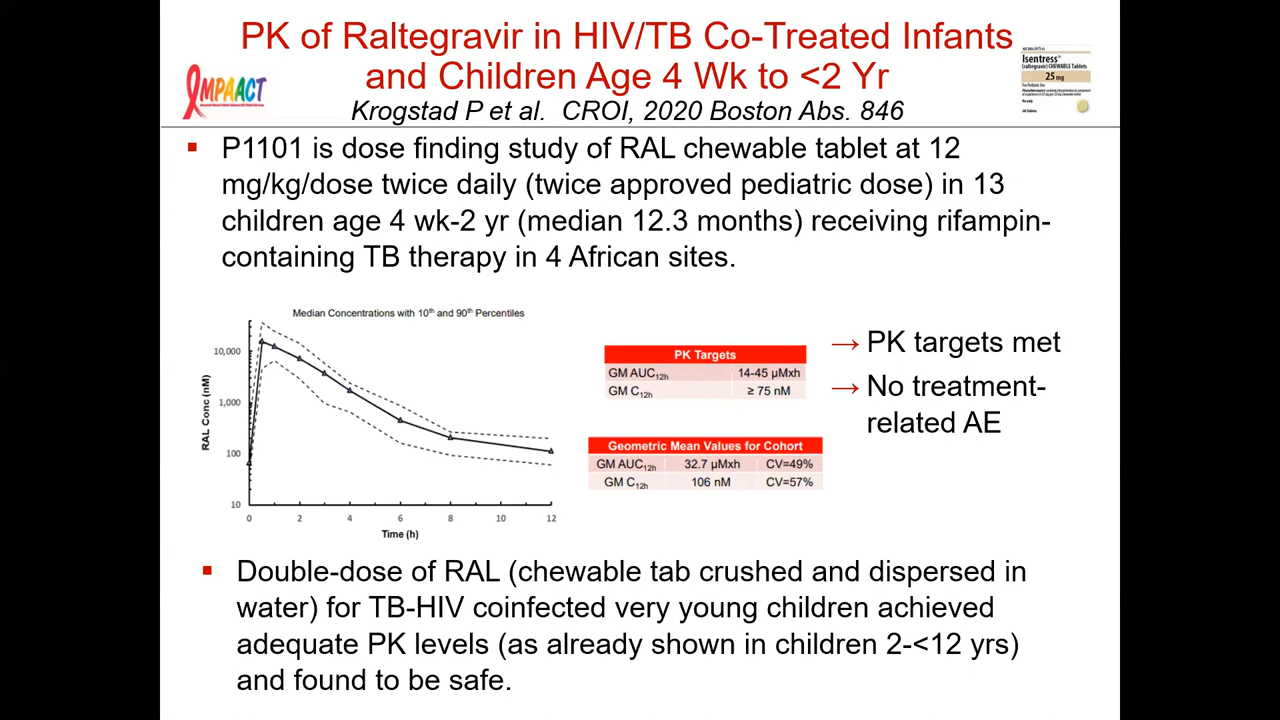 PK of Raltegravir in HIV/TB Co-Treated Infants
and Children Age 4 Wk to <2 Yr
Krogstad P et al.  CROI, 2020 Boston Abs. 846
IMPAACT
Isentress®
(raltegravir) CHEWABLE Tablets
25 mg
▪ P1101 is dose finding study of RAL chewable tablet at 12
mg/kg/dose twice daily (twice approved pediatric dose) in 13
children age 4 wk-2 yr (median 12.3 months) receiving rifampin-
containing TB therapy in 4 African sites.
Median Concentrations with 10th and 90th Percentiles
RAL Conc (nM)
10,000
1,000
100
10
0 2 4 6 8 10 12
Time (h)
PK Targets
GM AUC12h 14-45 µMxh
GM C12h ≥ 75 nM
Geometric Mean Values for Cohort
GM AUC12h 32.7 µMxh CV=49%
GM C12h 106 nM CV=57%
→ PK targets met
→ No treatment-
related AE
▪ Double-dose of RAL (chewable tab crushed and dispersed in
water) for TB-HIV coinfected very young children achieved
adequate PK levels (as already shown in children 2-<12 yrs)
and found to be safe.